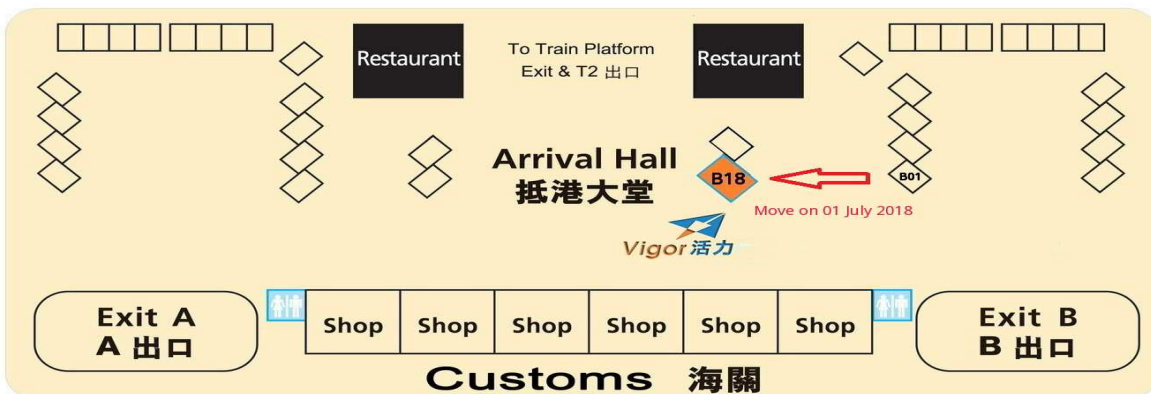 Restaurant
To Train Platform
Exit & T2 出口
Restaurant
Arrival Hall
抵港大堂
B18
B01
Move on 01 July 2018
Vigor活力
Exit A
A 出口
Shop
Shop
Shop
Shop
Shop
Shop
Exit B
B 出口
Customs 海關